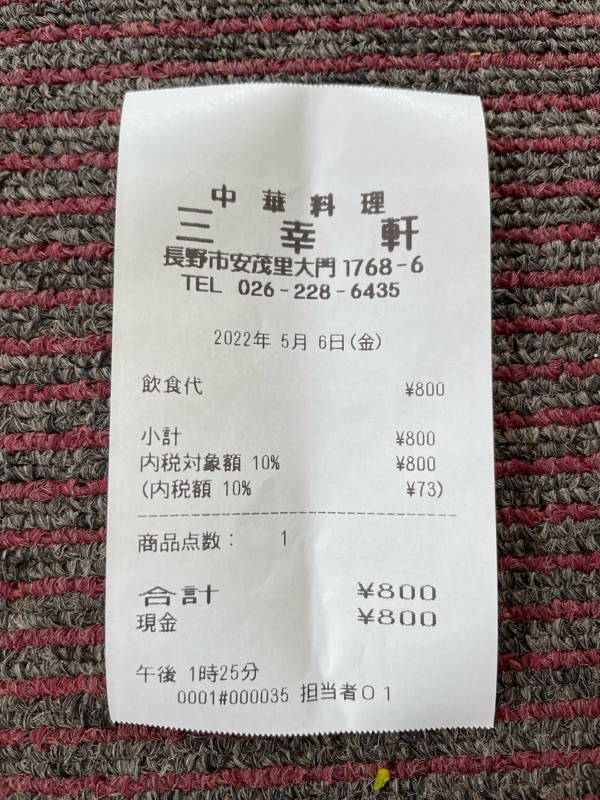 中華料理
三幸軒
長野市安茂里大門1768-6
TEL 026-228-6435
2022年 5月 6日(金)
飲食代 ¥800
小計 ¥800
内税対象額 10% ¥800
(内税額 10% ¥73)
商品点数: 1
合計 ¥800
現金 ¥800
午後 1時25分
0001#000035 担当者01